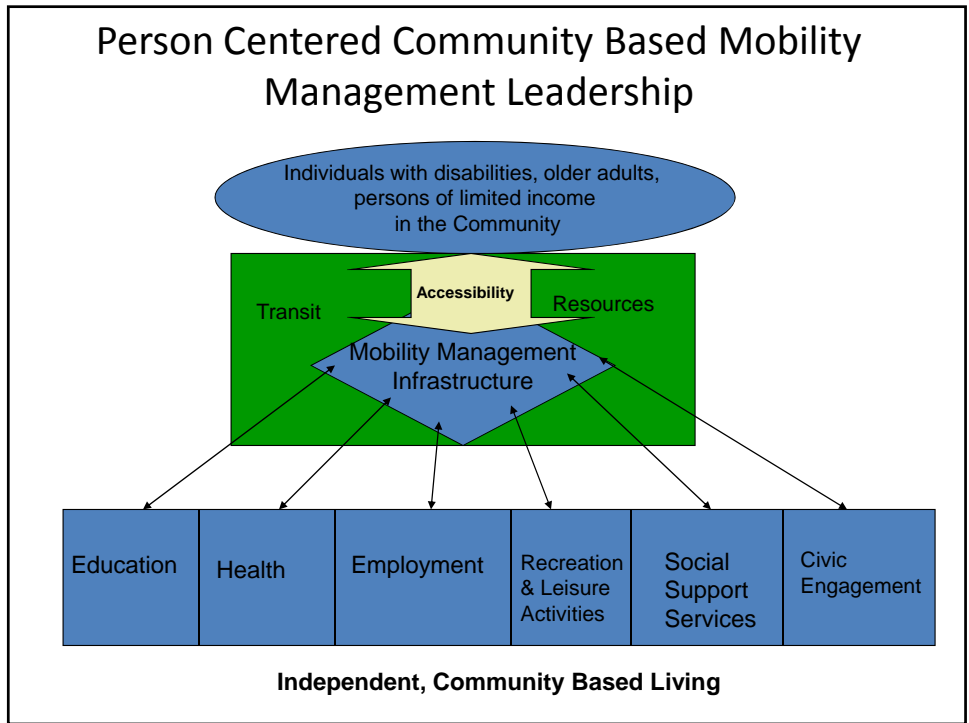 Person Centered Community Based Mobility
Management Leadership
Individuals with disabilities, older adults,
persons of limited income
in the Community
Transit
Accessibility
Resources
Mobility Management
Infrastructure
Education
Health
Employment
Recreation
& Leisure
Activities
Social
Support
Services
Civic
Engagement
Independent, Community Based Living